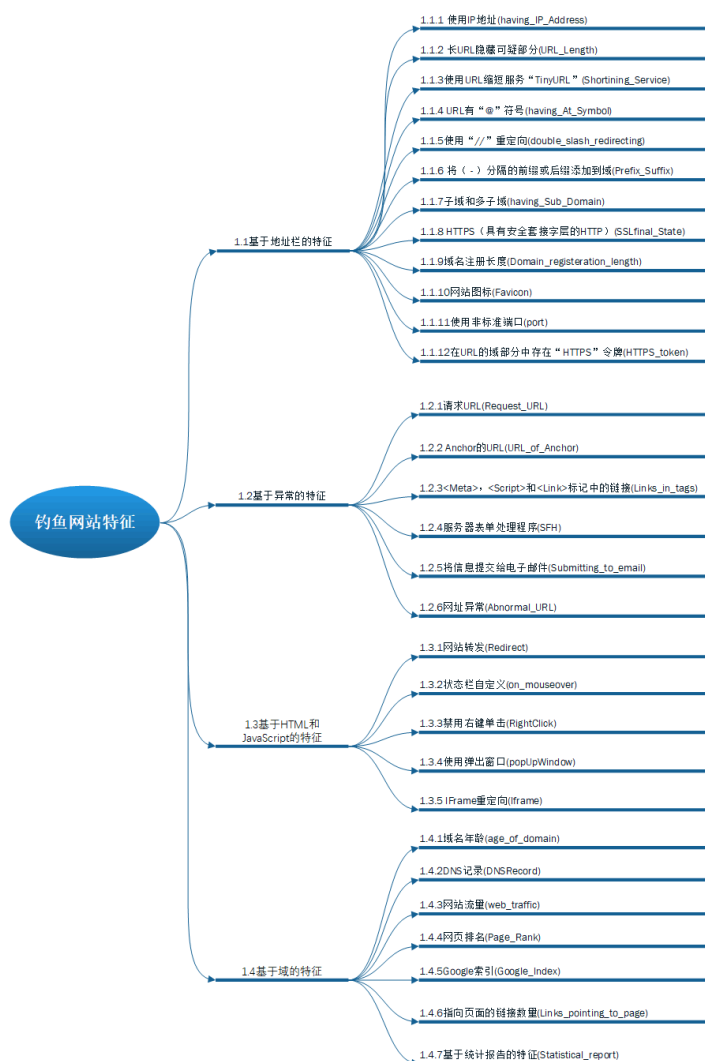 钓鱼网站特征
1.1基于地址栏的特征
1.1.1 使用IP地址(having_IP_Address)
1.1.2 长URL隐藏可疑部分(URL_Length)
1.1.3使用URL缩短服务“TinyURL”(Shortining_Service)
1.1.4 URL有“@”符号(having_At_Symbol)
1.1.5使用“//”重定向(double_slash_redirecting)
1.1.6 将（-）分隔的前缀或后缀添加到域(Prefix_Suffix)
1.1.7子域和多子域(having_Sub_Domain)
1.1.8 HTTPS（具有安全套接字层的HTTP）(SSLfinal_State)
1.1.9域名注册长度(Domain_registeration_length)
1.1.10网站图标(Favicon)
1.1.11使用非标准端口(port)
1.1.12在URL的域部分中存在“HTTPS”令牌(HTTPS_token)
1.2基于异常的特征
1.2.1请求URL(Request_URL)
1.2.2 Anchor的URL(URL_of_Anchor)
1.2.3<Meta>，<Script>和<Link>标记中的链接(Links_in_tags)
1.2.4服务器表单处理程序(SFH)
1.2.5将信息提交给电子邮件(Submitting_to_email)
1.2.6网址异常(Abnormal_URL)
1.3基于HTML和
JavaScript的特征
1.3.1网站转发(Redirect)
1.3.2状态栏自定义(on_mouseover)
1.3.3禁用右键单击(RightClick)
1.3.4使用弹出窗口(popUpWindow)
1.3.5 IFrame重定向(Iframe)
1.4基于域的特征
1.4.1域名年龄(age_of_domain)
1.4.2DNS记录(DNSRecord)
1.4.3网站流量(web_traffic)
1.4.4网页排名(Page_Rank)
1.4.5Google索引(Google_Index)
1.4.6指向页面的链接数量(Links_pointing_to_page)
1.4.7基于统计报告的特征(Statistical_report)